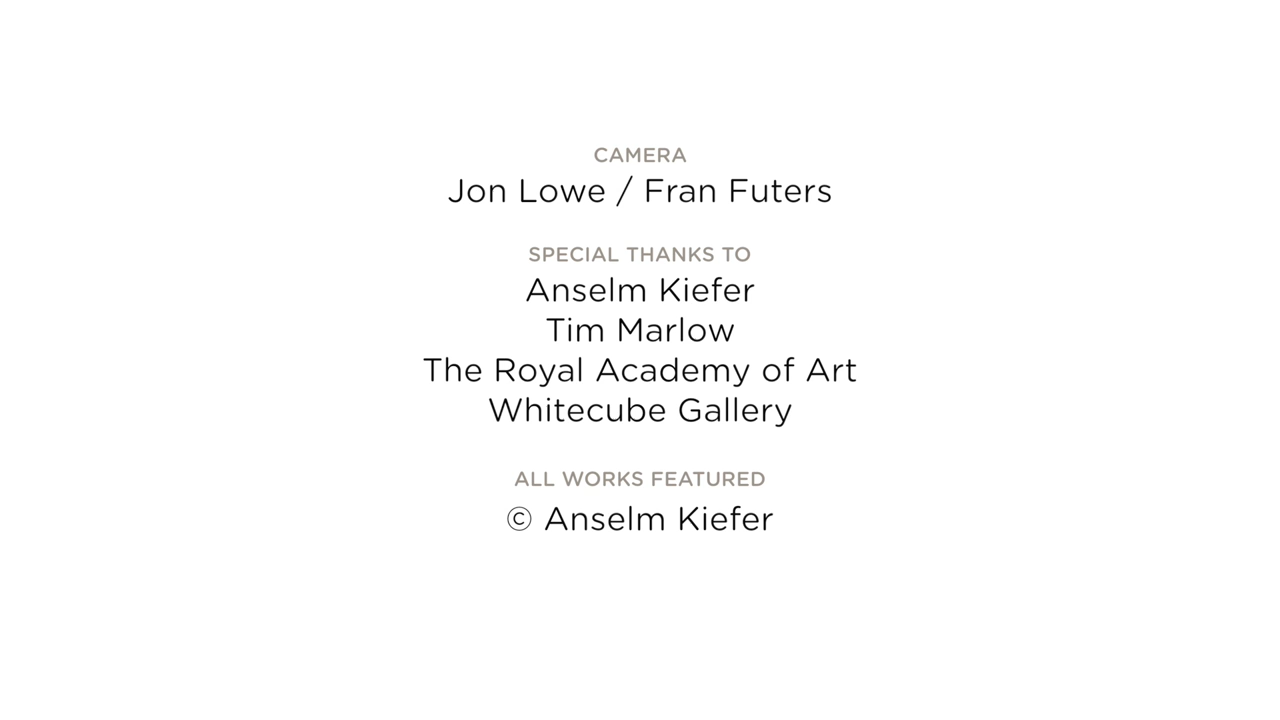 CAMERA
Jon Lowe / Fran Futers
SPECIAL THANKS TO
Anselm Kiefer
Tim Marlow
The Royal Academy of Art
Whitecube Gallery
ALL WORKS FEATURED
© Anselm Kiefer